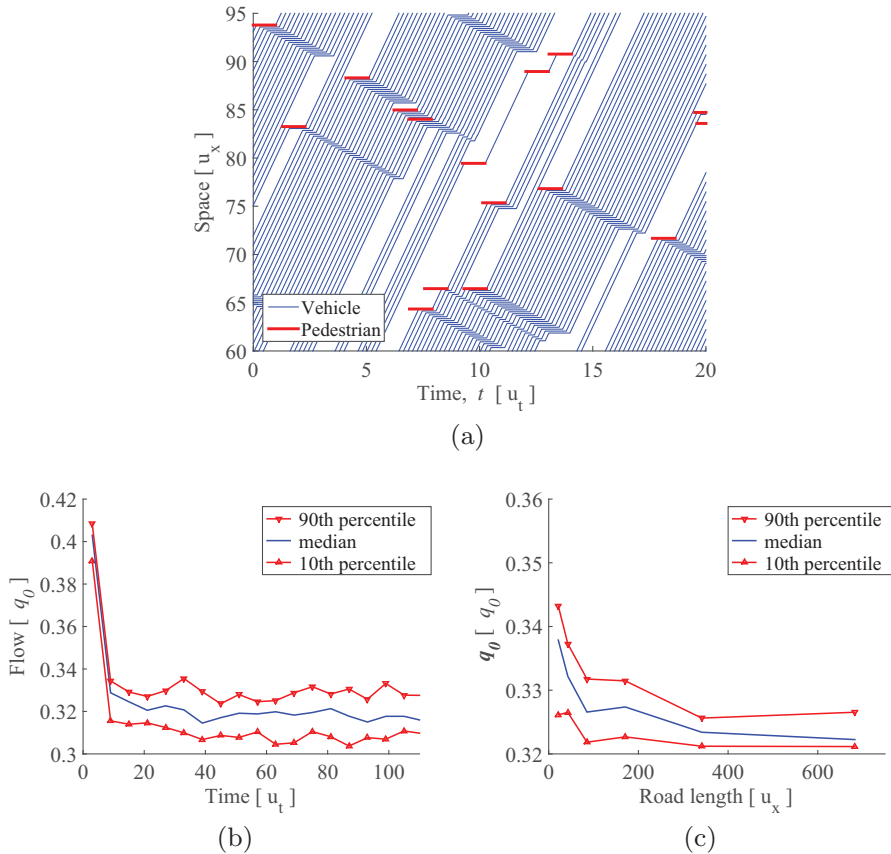 95
90
85
80
75
70
65
60
Space [ u_x ]
Vehicle
Pedestrian
0 5 10 15 20
Time, t [ u_t ]
(a)
0.42
0.4
0.38
0.36
0.34
0.32
0.3
Flow [ q_0 ]
90th percentile
median
10th percentile
0 20 40 60 80 100
Time [ u_t ]
(b)
0.36
0.35
0.34
0.33
0.32
q_0 [ q_0 ]
90th percentile
median
10th percentile
0 200 400 600
Road length [ u_x ]
(c)